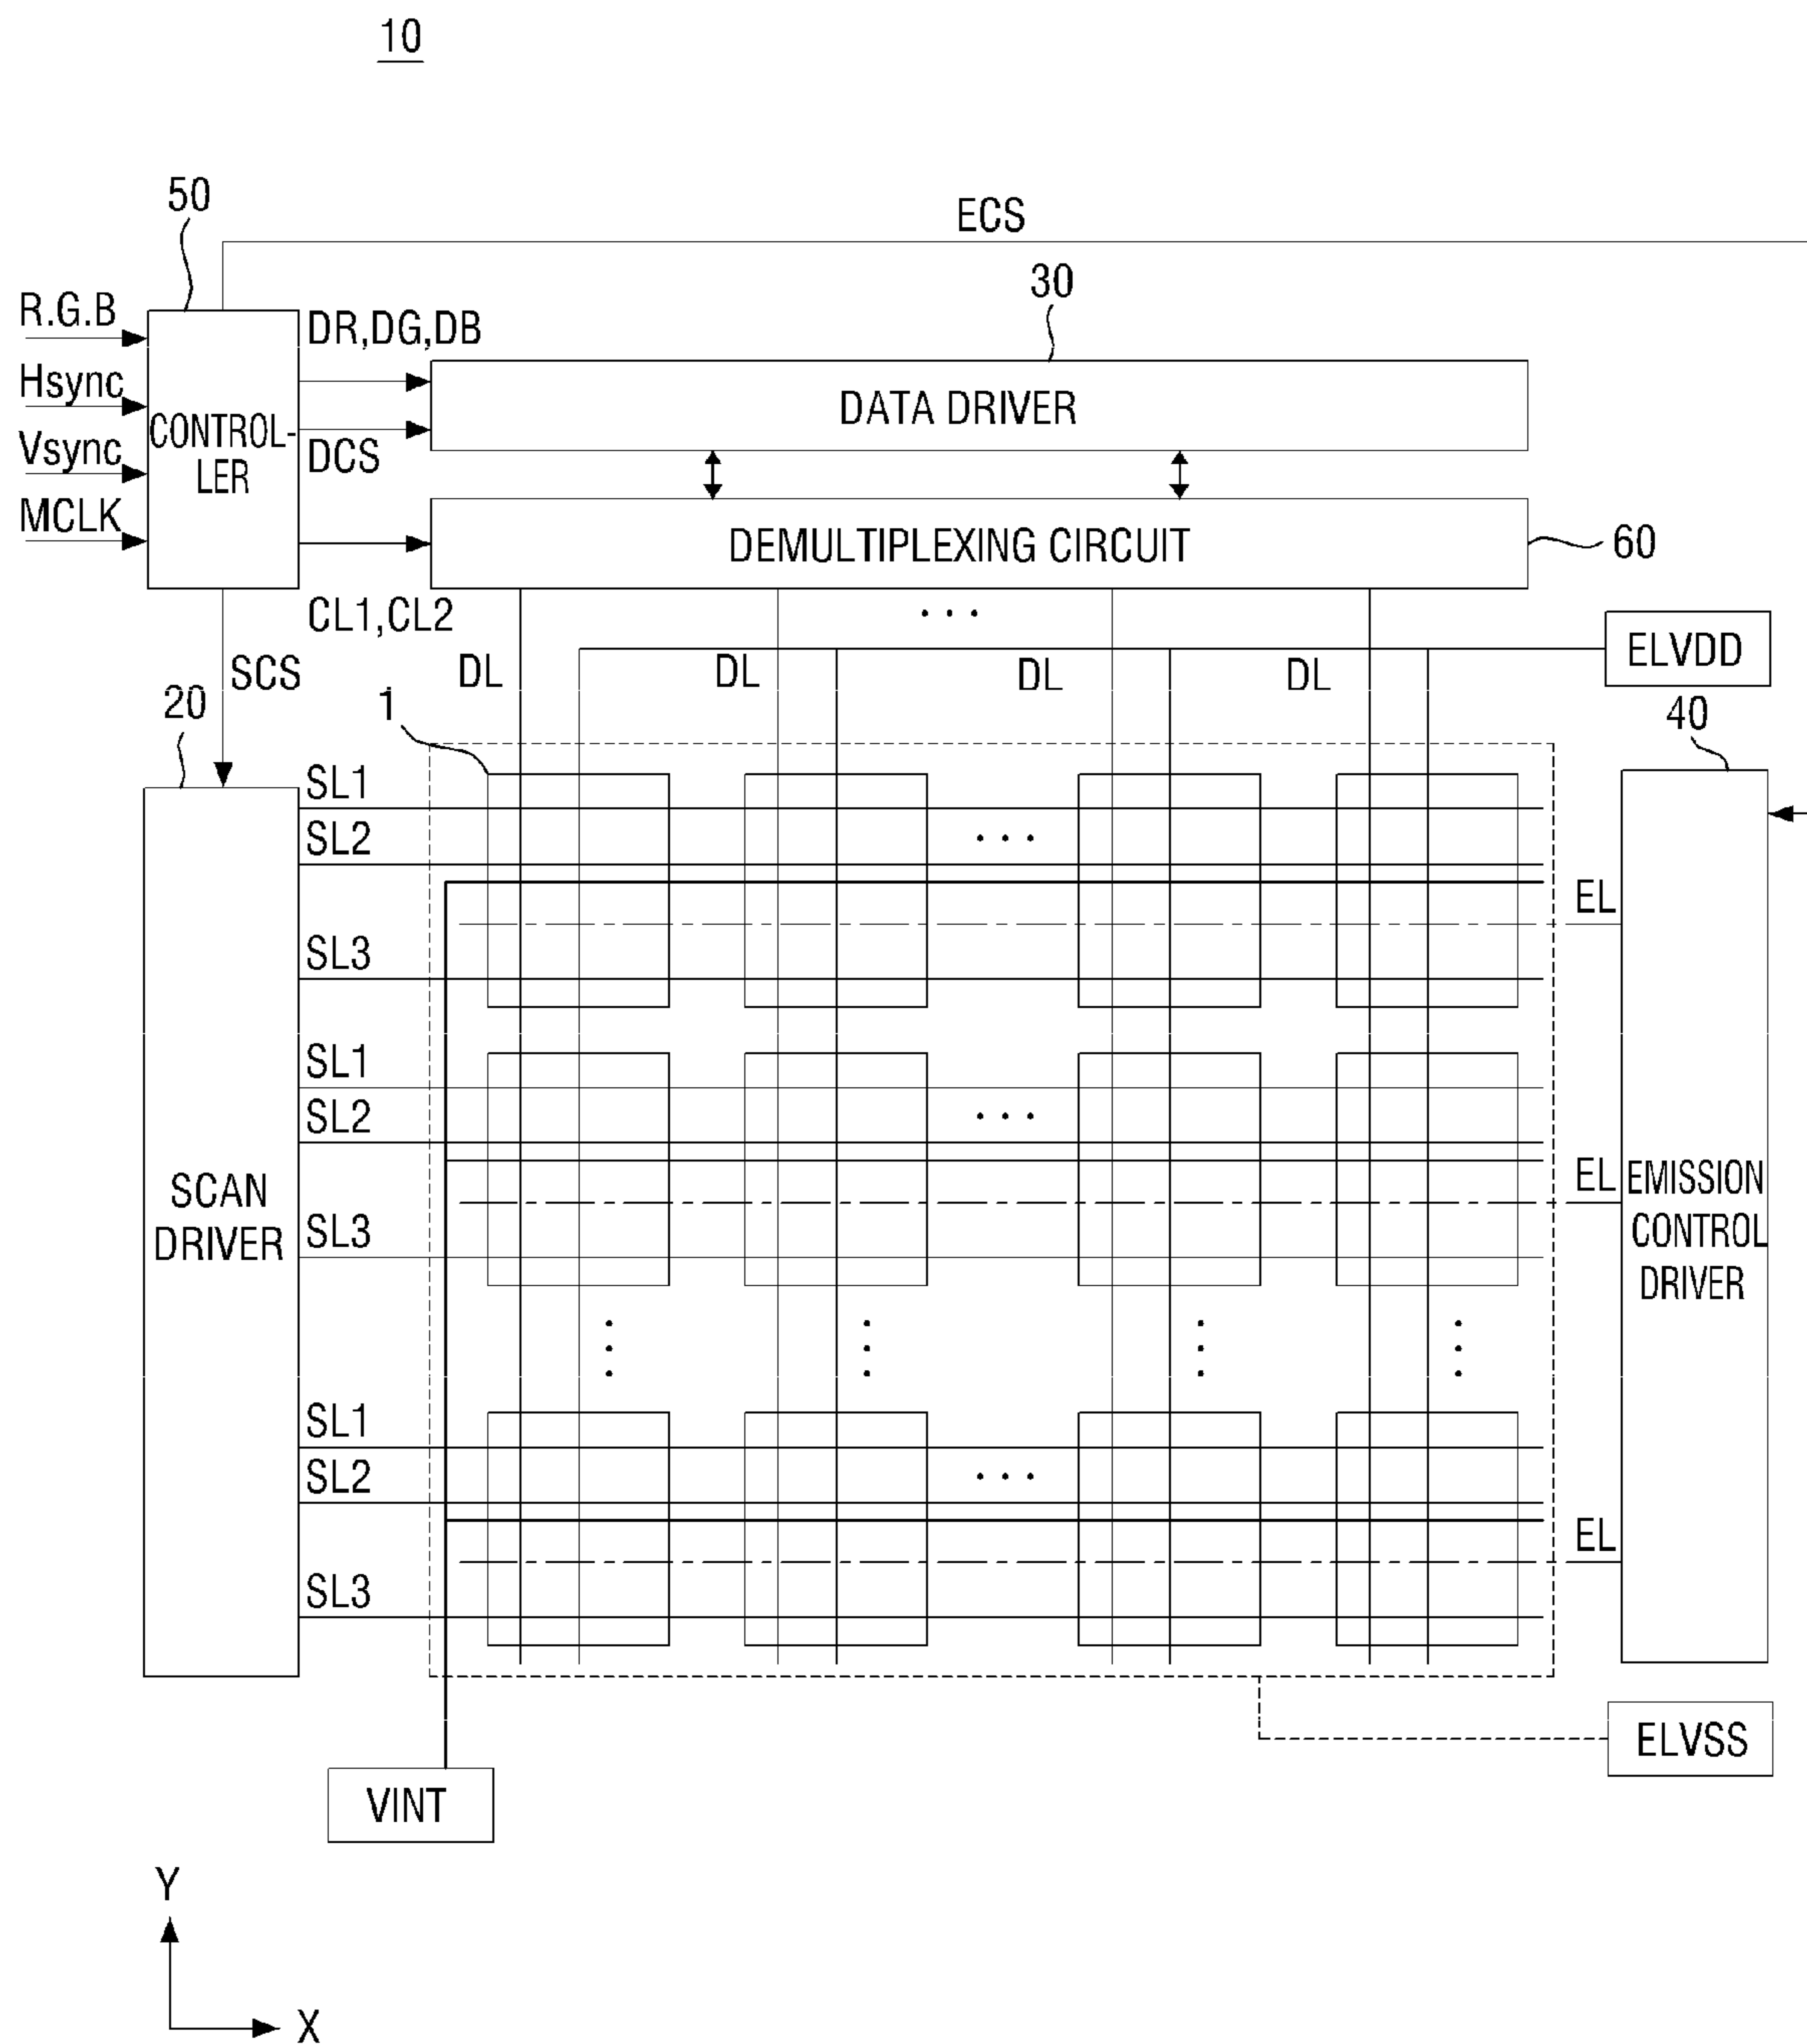 10
50
ECS
30
R.G.B
DR,DG,DB
Hsync
DATA DRIVER
CONTROL-
LER
Vsync
DCS
MCLK
DEMULTIPLEXING CIRCUIT
60
CL1,CL2
...
ELVDD
SCS
DL
DL
DL
DL
20
1
40
SL1
SL2
...
EL
SL3
SL1
SL2
...
SCAN
DRIVER
EL
EMISSION
CONTROL
DRIVER
SL3
SL1
SL2
...
EL
SL3
ELVSS
VINT
Y
X